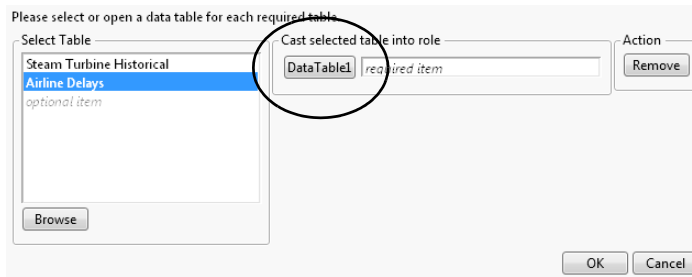 Please select or open a data table for each required table.
Select Table
Steam Turbine Historical
Airline Delays
optional item
Browse
Cast selected table into role
DataTable1 required item
Action
Remove
OK Cancel